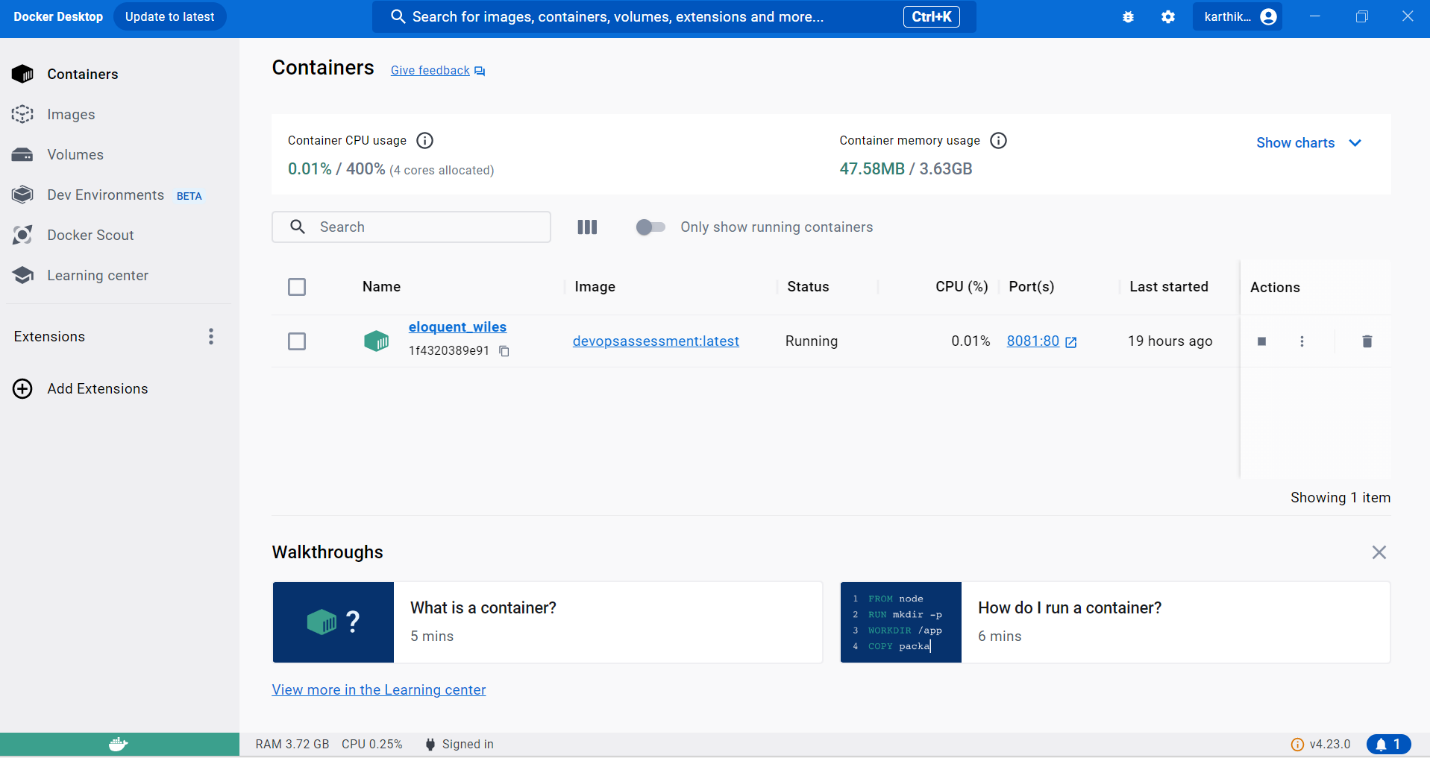 Docker Desktop Update to latest Search for images, containers, volumes, extensions and more... Ctrl+K karthik...
Containers
Images
Volumes
Dev Environments BETA
Docker Scout
Learning center
Extensions
Add Extensions
Containers Give feedback
Container CPU usage
0.01% / 400% (4 cores allocated)
Container memory usage
47.58MB / 3.63GB
Show charts
Search Only show running containers
Name Image Status CPU (%) Port(s) Last started Actions
eloquent_wiles
1f4320389e91
devopsassessment:latest Running 0.01% 8081:80 19 hours ago
Showing 1 item
Walkthroughs
?
What is a container?
5 mins
1 FROM node
2 RUN mkdir -p
3 WORKDIR /app
4 COPY packa
How do I run a container?
6 mins
View more in the Learning center
RAM 3.72 GB CPU 0.25% Signed in v4.23.0 1